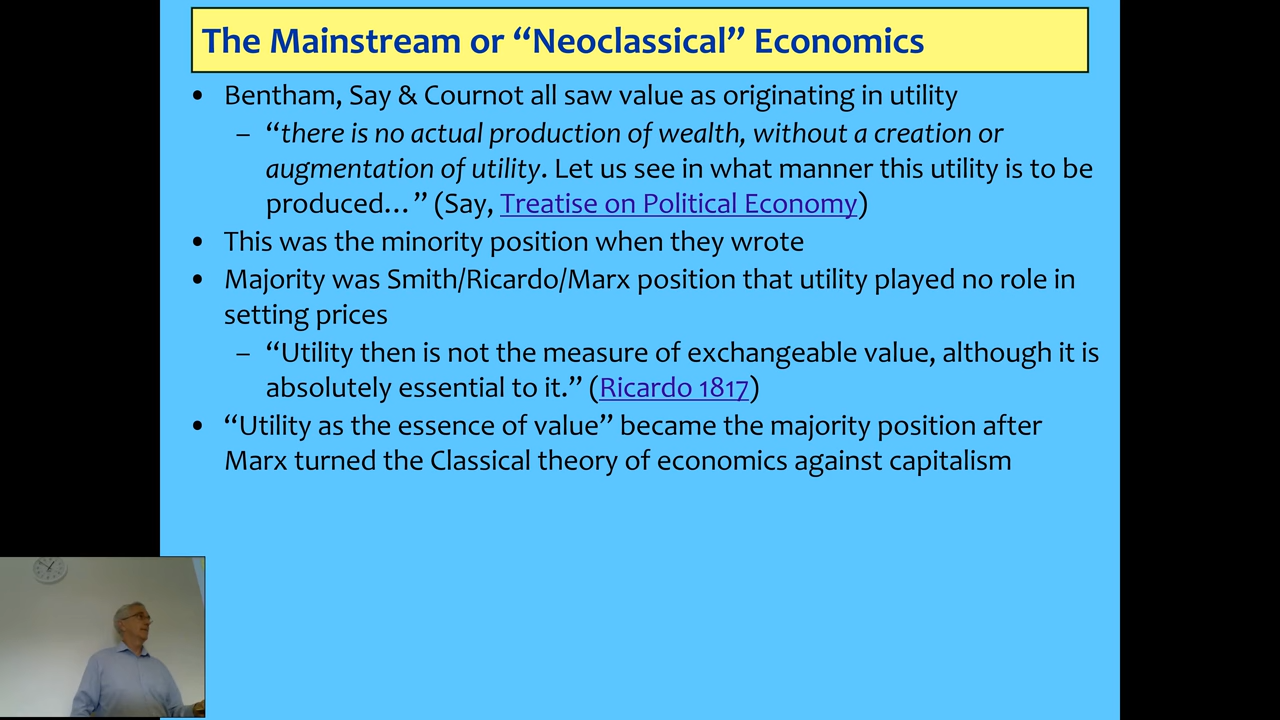 The Mainstream or “Neoclassical” Economics
• Bentham, Say & Cournot all saw value as originating in utility
– “there is no actual production of wealth, without a creation or
augmentation of utility. Let us see in what manner this utility is to be
produced…” (Say, Treatise on Political Economy)
• This was the minority position when they wrote
• Majority was Smith/Ricardo/Marx position that utility played no role in
setting prices
– “Utility then is not the measure of exchangeable value, although it is
absolutely essential to it.” (Ricardo 1817)
• “Utility as the essence of value” became the majority position after
Marx turned the Classical theory of economics against capitalism